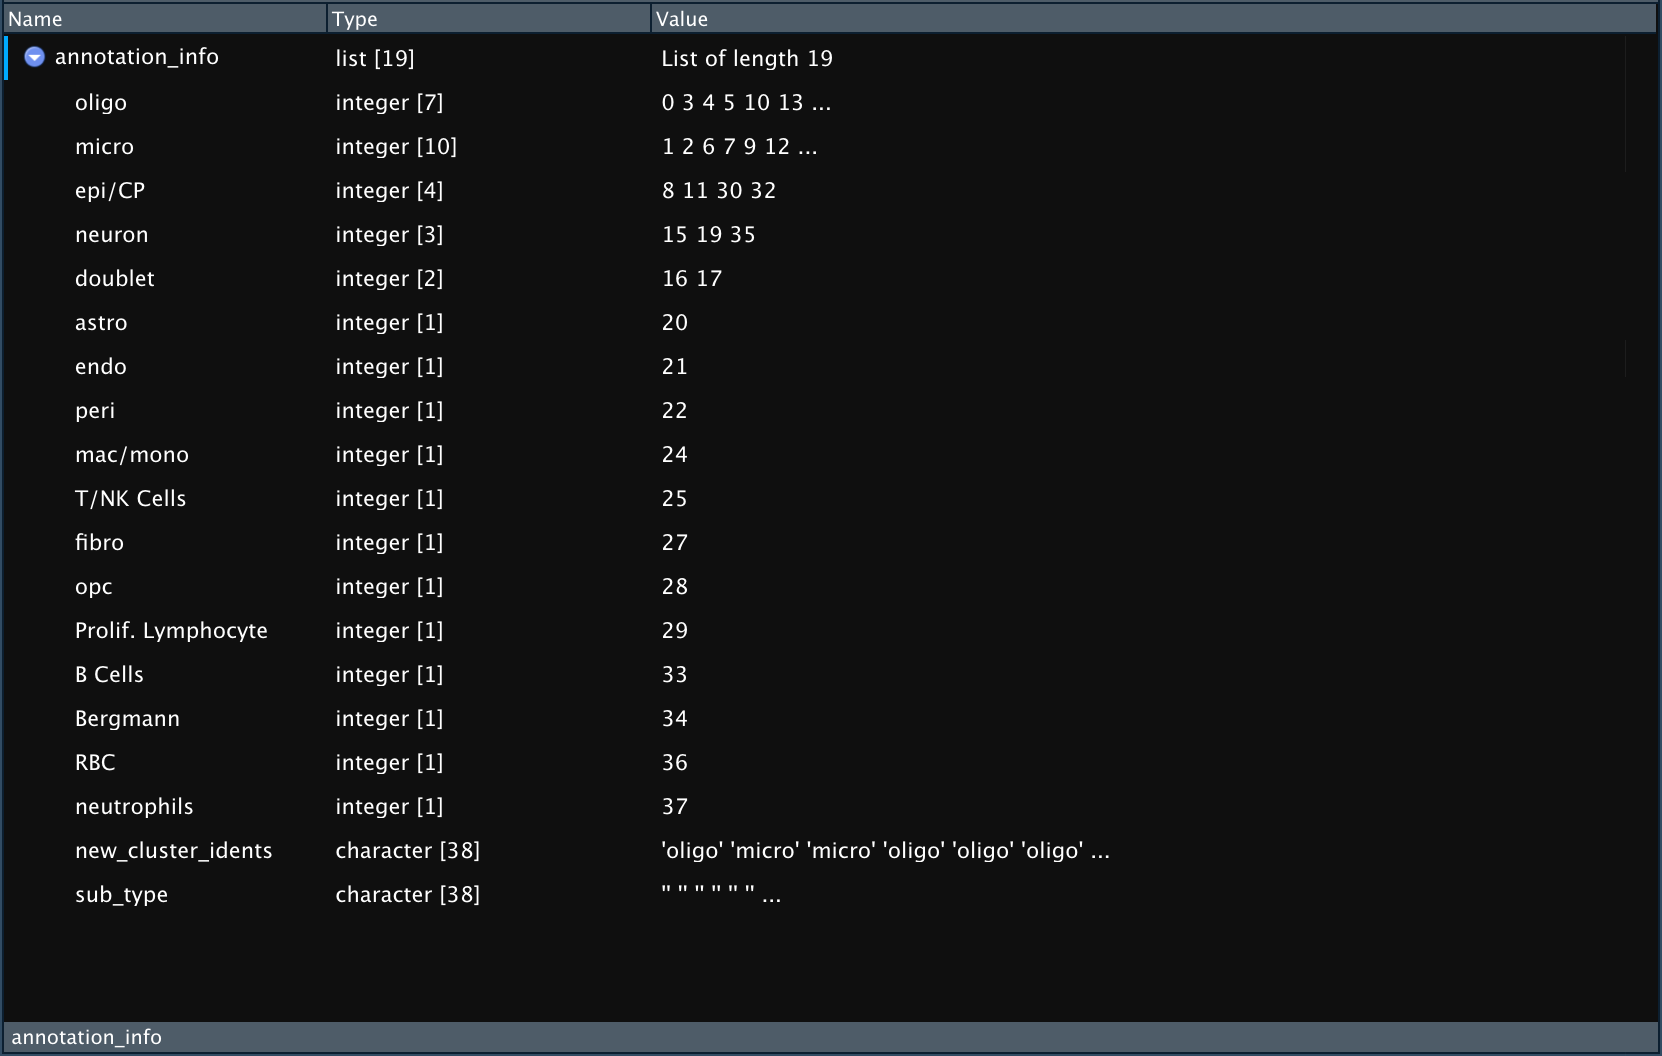 Name Type Value
annotation_info list [19] List of length 19
oligo integer [7] 0 3 4 5 10 13 ...
micro integer [10] 1 2 6 7 9 12 ...
epi/CP integer [4] 8 11 30 32
neuron integer [3] 15 19 35
doublet integer [2] 16 17
astro integer [1] 20
endo integer [1] 21
peri integer [1] 22
mac/mono integer [1] 24
T/NK Cells integer [1] 25
fibro integer [1] 27
opc integer [1] 28
Prolif. Lymphocyte integer [1] 29
B Cells integer [1] 33
Bergmann integer [1] 34
RBC integer [1] 36
neutrophils integer [1] 37
new_cluster_idents character [38] 'oligo' 'micro' 'micro' 'oligo' 'oligo' 'oligo' ...
sub_type character [38] '' '' '' '' '' '' ...
annotation_info